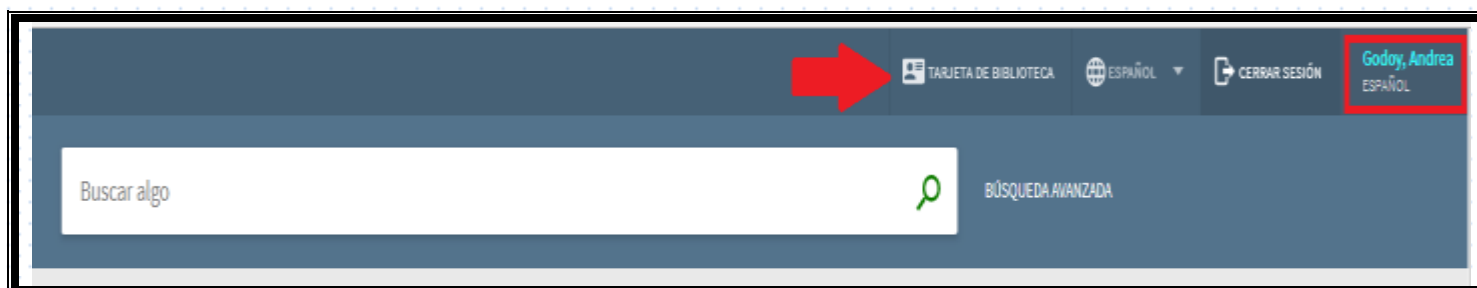 TARJETA DE BIBLIOTECA
ESPAÑOL
CERRAR SESIÓN
Godoy, Andrea
ESPAÑOL
Buscar algo
BÚSQUEDA AVANZADA